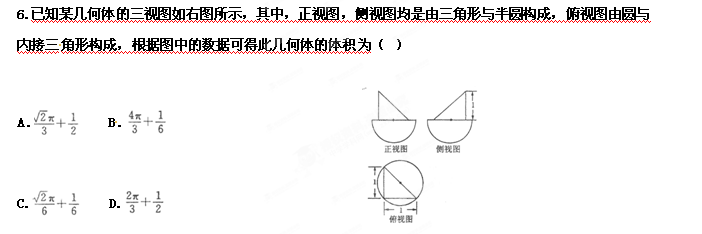 6.已知某几何体的三视图如右图所示，其中，正视图，侧视图均是由三角形与半圆构成，俯视图由圆与
内接三角形构成，根据图中的数据可得此几何体的体积为（ ）
A. √2π/3 + 1/2 B. 4π/3 + 1/6
正视图 侧视图
C. √2π/6 + 1/6 D. 2π/3 + 1/2
1
俯视图